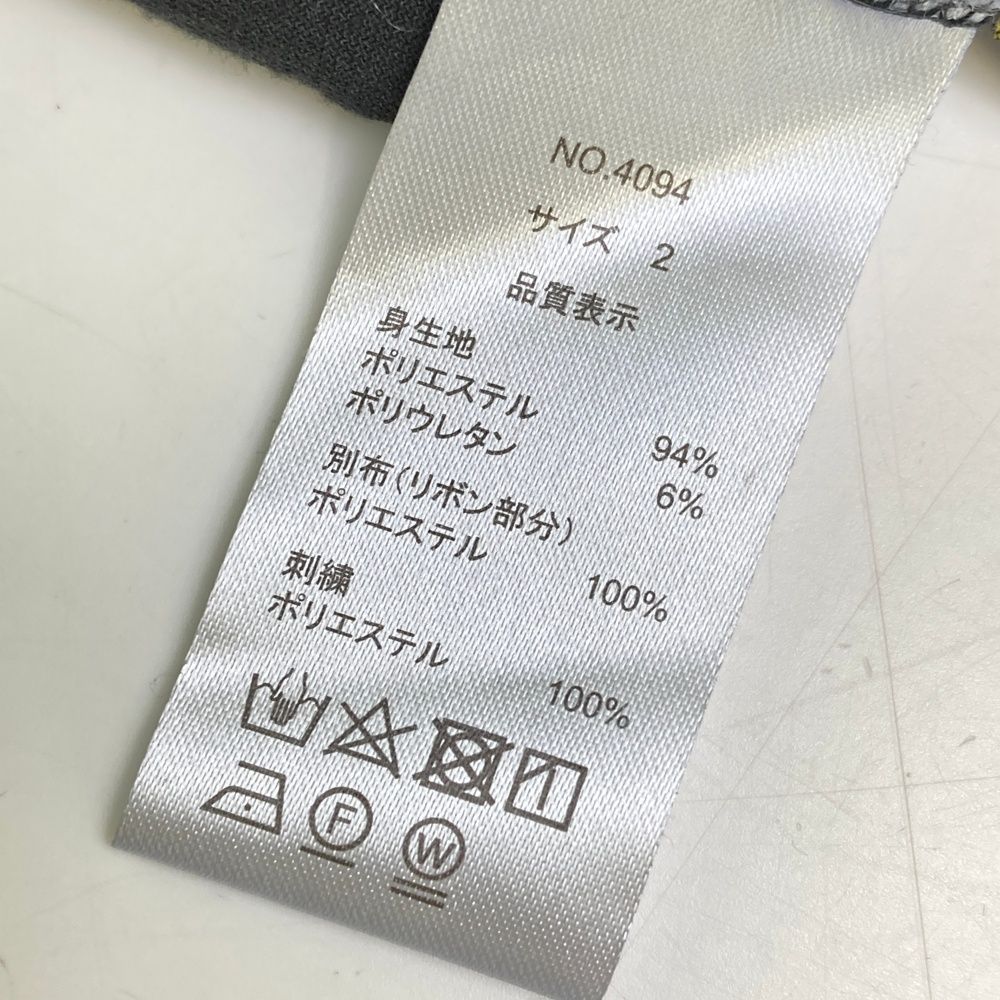 NO.4094
サイズ 2
品質表示
身生地
ポリエステル 94%
ポリウレタン 6%
別布(リボン部分)
ポリエステル 100%
刺繍
ポリエステル 100%
F
W